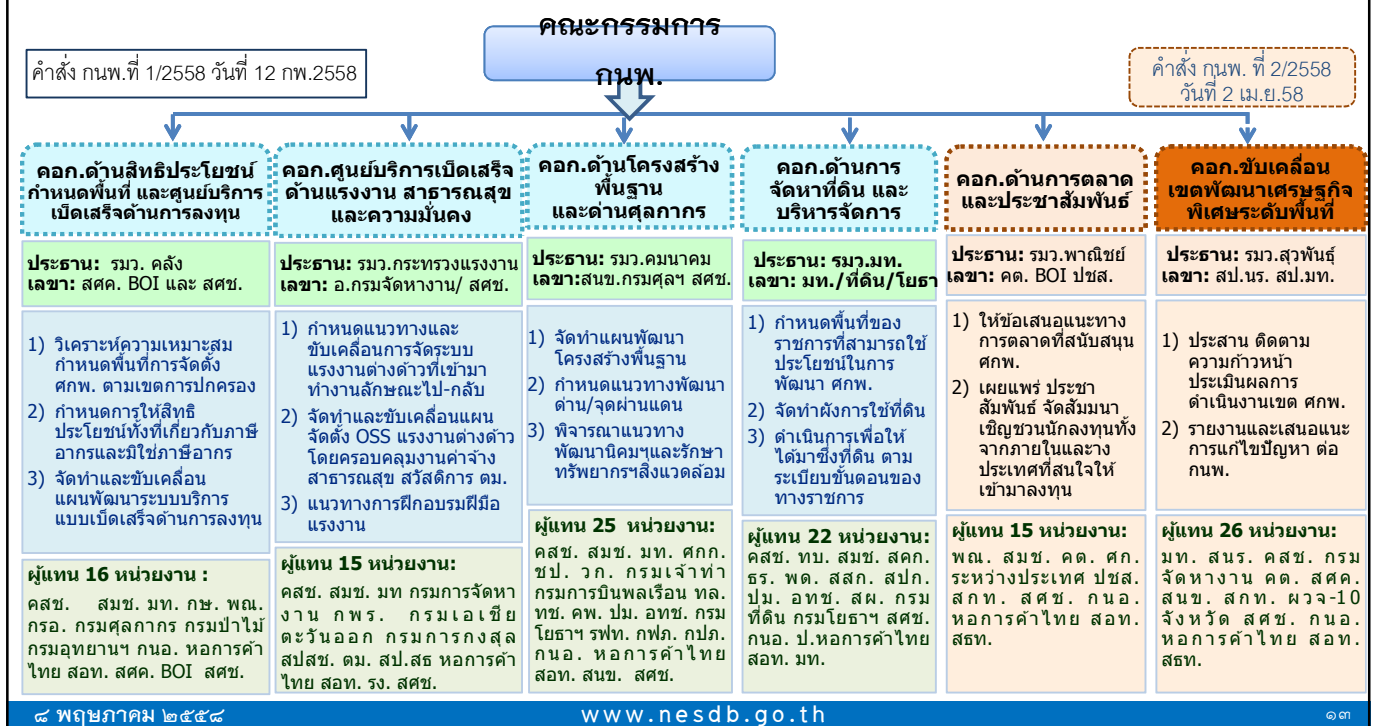 คณะกรรมการ
กนพ.
คำสั่ง กนพ.ที่ 1/2558 วันที่ 12 กพ.2558
คำสั่ง กนพ. ที่ 2/2558
วันที่ 2 เม.ย.58
คอก.ด้านสิทธิประโยชน์
กำหนดพื้นที่ และศูนย์บริการ
เบ็ดเสร็จด้านการลงทุน
ประธาน: รมว. คลัง
เลขา: สศค. BOI และ สศช.
1) วิเคราะห์ความเหมาะสม
กำหนดพื้นที่การจัดตั้ง
ศกพ. ตามเขตการปกครอง
2) กำหนดการให้สิทธิ
ประโยชน์ทั้งที่เกี่ยวกับภาษี
อากรและมิใช่ภาษีอากร
3) จัดทำและขับเคลื่อน
แผนพัฒนาระบบบริการ
แบบเบ็ดเสร็จด้านการลงทุน
ผู้แทน 16 หน่วยงาน :
คสช. สมช. มท. กษ. พณ.
กรอ. กรมศุลกากร กรมป่าไม้
กรมอุทยานฯ กนอ. หอการค้า
ไทย สอท. สศค. BOI สศช.
คอก.ศูนย์บริการเบ็ดเสร็จ
ด้านแรงงาน สาธารณสุข
และความมั่นคง
ประธาน: รมว.กระทรวงแรงงาน
เลขา: อ.กรมจัดหางาน/ สศช.
1) กำหนดแนวทางและ
ขับเคลื่อนการจัดระบบ
แรงงานต่างด้าวที่เข้ามา
ทำงานลักษณะไป-กลับ
2) จัดทำและขับเคลื่อนแผน
จัดตั้ง OSS แรงงานต่างด้าว
โดยครอบคลุมงานค่าจ้าง
สาธารณสุข สวัสดิการ ตม.
3) แนวทางการฝึกอบรมฝีมือ
แรงงาน
ผู้แทน 15 หน่วยงาน:
คสช. สมช. มท กรมการจัดหา
งาน กพร. กรมเอเชีย
ตะวันออก กรมการกงสุล
สปสช. ตม. สป.สธ หอการค้า
ไทย สอท. รง. สศช.
คอก.ด้านโครงสร้าง
พื้นฐาน
และด่านศุลกากร
ประธาน: รมว.คมนาคม
เลขา:สนข.กรมศุลฯ สศช.
1) จัดทำแผนพัฒนา
โครงสร้างพื้นฐาน
2) กำหนดแนวทางพัฒนา
ด่าน/จุดผ่านแดน
3) พิจารณาแนวทาง
พัฒนานิคมฯและรักษา
ทรัพยากรฯสิ่งแวดล้อม
ผู้แทน 25 หน่วยงาน:
คสช. สมช. มท. ศกก.
ชป. วก. กรมเจ้าท่า
กรมการบินพลเรือน ทล.
ทช. คพ. ปม. อทช. กรม
โยธาฯ รฟท. กฟภ. กปภ.
กนอ. หอการค้าไทย
สอท. สนข. สศช.
คอก.ด้านการ
จัดหาที่ดิน และ
บริหารจัดการ
ประธาน: รมว.มท.
เลขา: มท./ที่ดิน/โยธา
1) กำหนดพื้นที่ของ
ราชการที่สามารถใช้
ประโยชน์ในการ
พัฒนา ศกพ.
2) จัดทำผังการใช้ที่ดิน
3) ดำเนินการเพื่อให้
ได้มาซึ่งที่ดิน ตาม
ระเบียบขั้นตอนของ
ทางราชการ
ผู้แทน 22 หน่วยงาน:
คสช. ทบ. สมช. สคก.
ธร. พด. สสก. สปก.
ปม. อทช. สผ. กรม
ที่ดิน กรมโยธาฯ สศช.
กนอ. ป.หอการค้าไทย
สอท. มท.
คอก.ด้านการตลาด
และประชาสัมพันธ์
ประธาน: รมว.พาณิชย์
เลขา: คต. BOI ปชส.
1) ให้ข้อเสนอแนะทาง
การตลาดที่สนับสนุน
ศกพ.
2) เผยแพร่ ประชา
สัมพันธ์ จัดสัมมนา
เชิญชวนนักลงทุนทั้ง
จากภายในและาง
ประเทศที่สนใจให้
เข้ามาลงทุน
ผู้แทน 15 หน่วยงาน:
พณ. สมช. คต. ศก.
ระหว่างประเทศ ปชส.
สกท. สศช. กนอ.
หอการค้าไทย สอท.
สธท.
คอก.ขับเคลื่อน
เขตพัฒนาเศรษฐกิจ
พิเศษระดับพื้นที่
ประธาน: รมว.สุวพันธุ์
เลขา: สป.นร. สป.มท.
1) ประสาน ติดตาม
ความก้าวหน้า
ประเมินผลการ
ดำเนินงานเขต ศกพ.
2) รายงานและเสนอแนะ
การแก้ไขปัญหา ต่อ
กนพ.
ผู้แทน 26 หน่วยงาน:
มท. สนร. คสช. กรม
จัดหางาน คต. สศค.
สนข. สกท. ผวจ-10
จังหวัด สศช. กนอ.
หอการค้าไทย สอท.
สธท.
๘ พฤษภาคม ๒๕๕๘
www.nesdb.go.th
๑๓